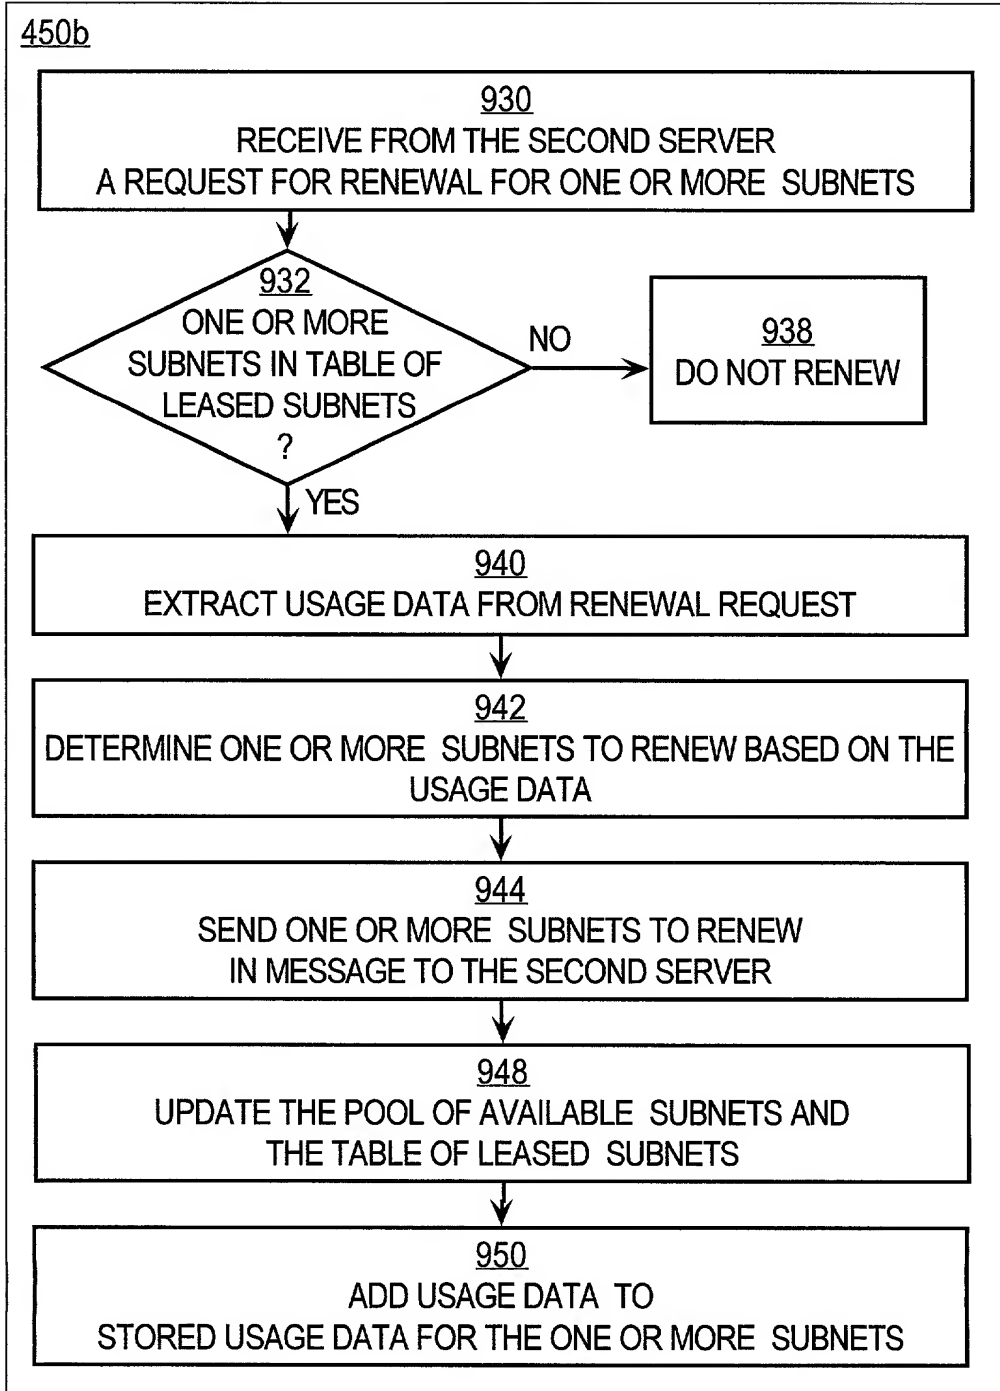 450b
930
RECEIVE FROM THE SECOND SERVER
A REQUEST FOR RENEWAL FOR ONE OR MORE SUBNETS
932
ONE OR MORE
SUBNETS IN TABLE OF
LEASED SUBNETS
?
NO
938
DO NOT RENEW
YES
940
EXTRACT USAGE DATA FROM RENEWAL REQUEST
942
DETERMINE ONE OR MORE SUBNETS TO RENEW BASED ON THE
USAGE DATA
944
SEND ONE OR MORE SUBNETS TO RENEW
IN MESSAGE TO THE SECOND SERVER
948
UPDATE THE POOL OF AVAILABLE SUBNETS AND
THE TABLE OF LEASED SUBNETS
950
ADD USAGE DATA TO
STORED USAGE DATA FOR THE ONE OR MORE SUBNETS